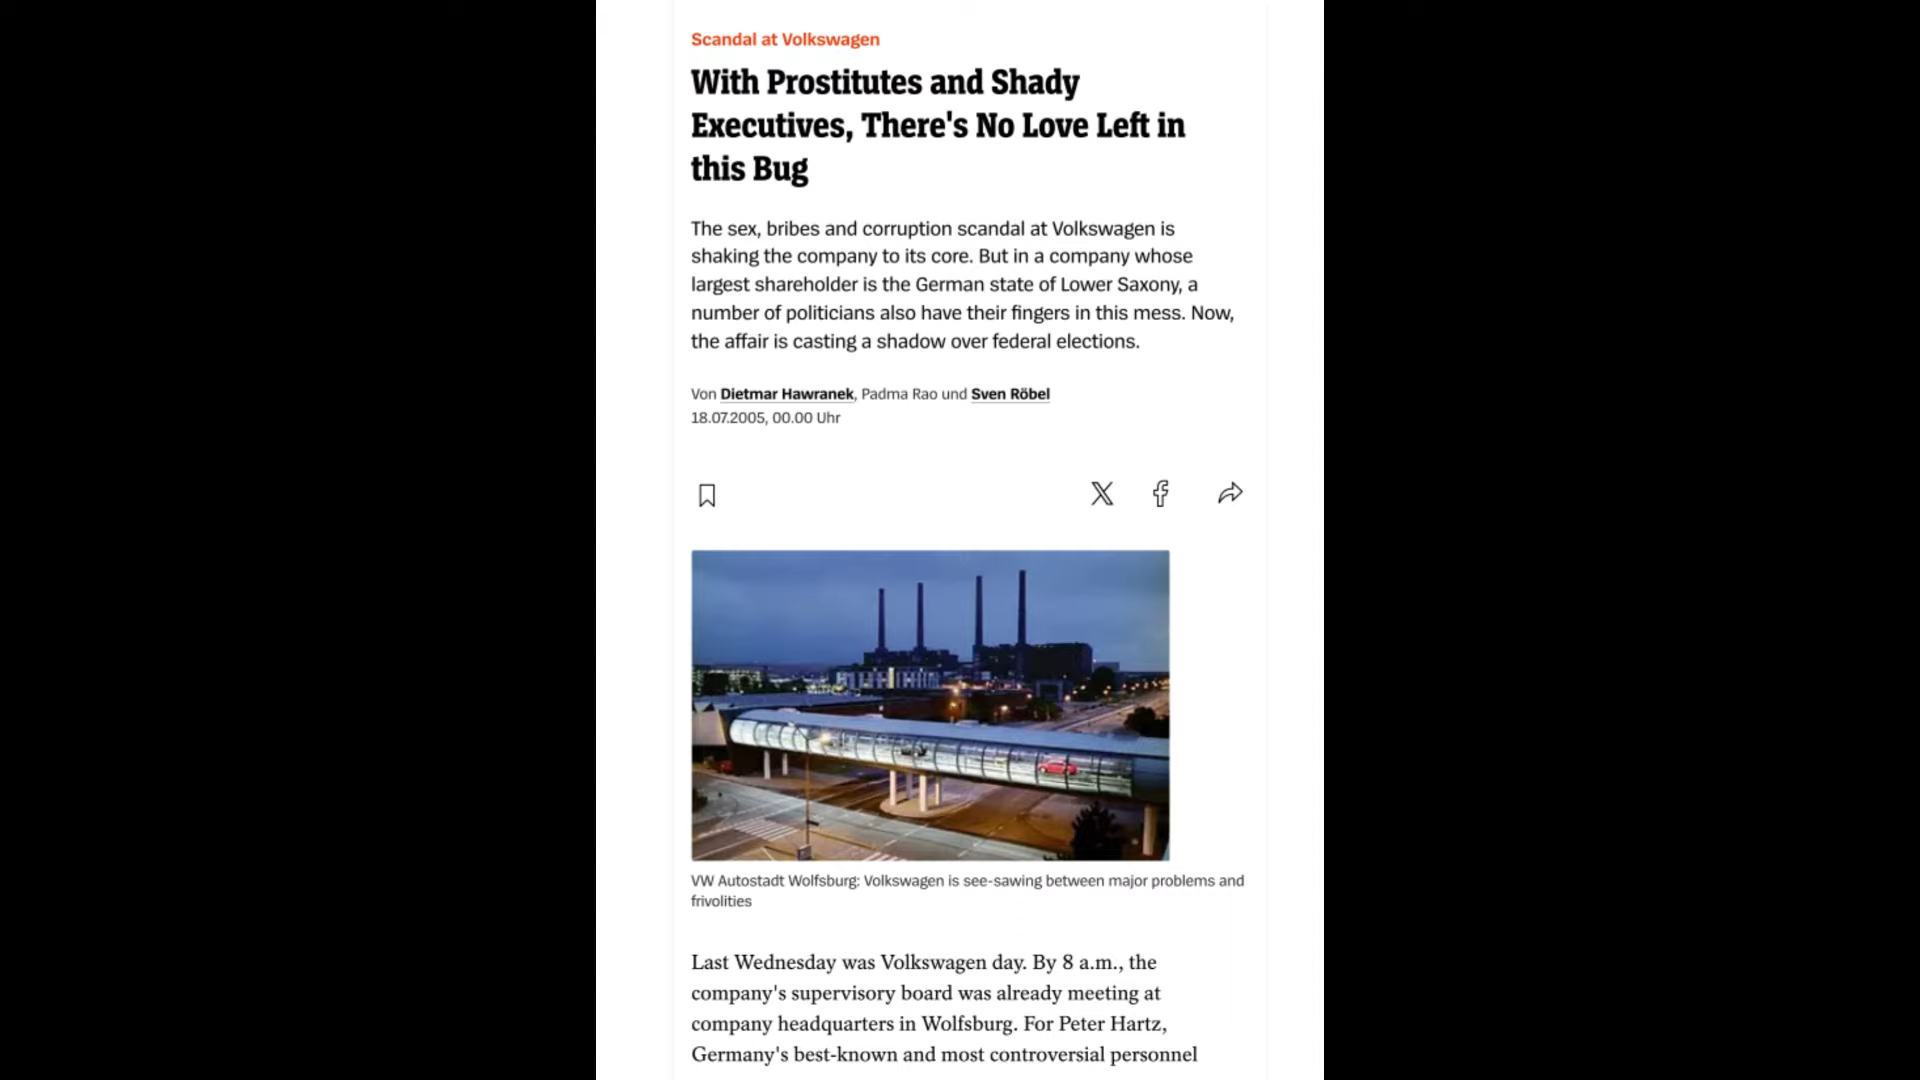 Scandal at Volkswagen
With Prostitutes and Shady
Executives, There's No Love Left in
this Bug
The sex, bribes and corruption scandal at Volkswagen is
shaking the company to its core. But in a company whose
largest shareholder is the German state of Lower Saxony, a
number of politicians also have their fingers in this mess. Now,
the affair is casting a shadow over federal elections.
Von Dietmar Hawranek, Padma Rao und Sven Röbel
18.07.2005, 00.00 Uhr
VW Autostadt Wolfsburg: Volkswagen is see-sawing between major problems and
frivolities
Last Wednesday was Volkswagen day. By 8 a.m., the
company's supervisory board was already meeting at
company headquarters in Wolfsburg. For Peter Hartz,
Germany's best-known and most controversial personnel